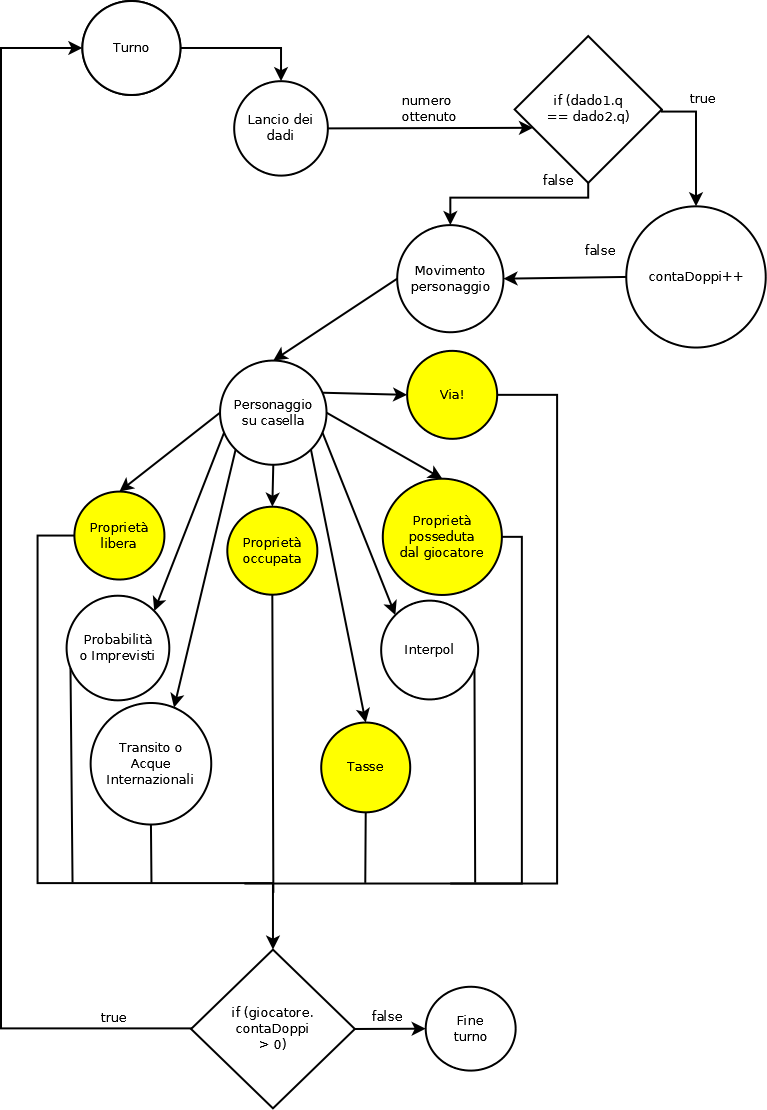 Turno
Lancio dei
dadi
numero
ottenuto
if (dado1.q
== dado2.q)
true
false
contaDoppi++
false
Movimento
personaggio
Personaggio
su casella
Via!
Proprietà
libera
Proprietà
occupata
Proprietà
posseduta
dal giocatore
Probabilità
o Imprevisti
Interpol
Transito o
Acque
Internazionali
Tasse
if (giocatore.
contaDoppi
> 0)
true
false
Fine
turno